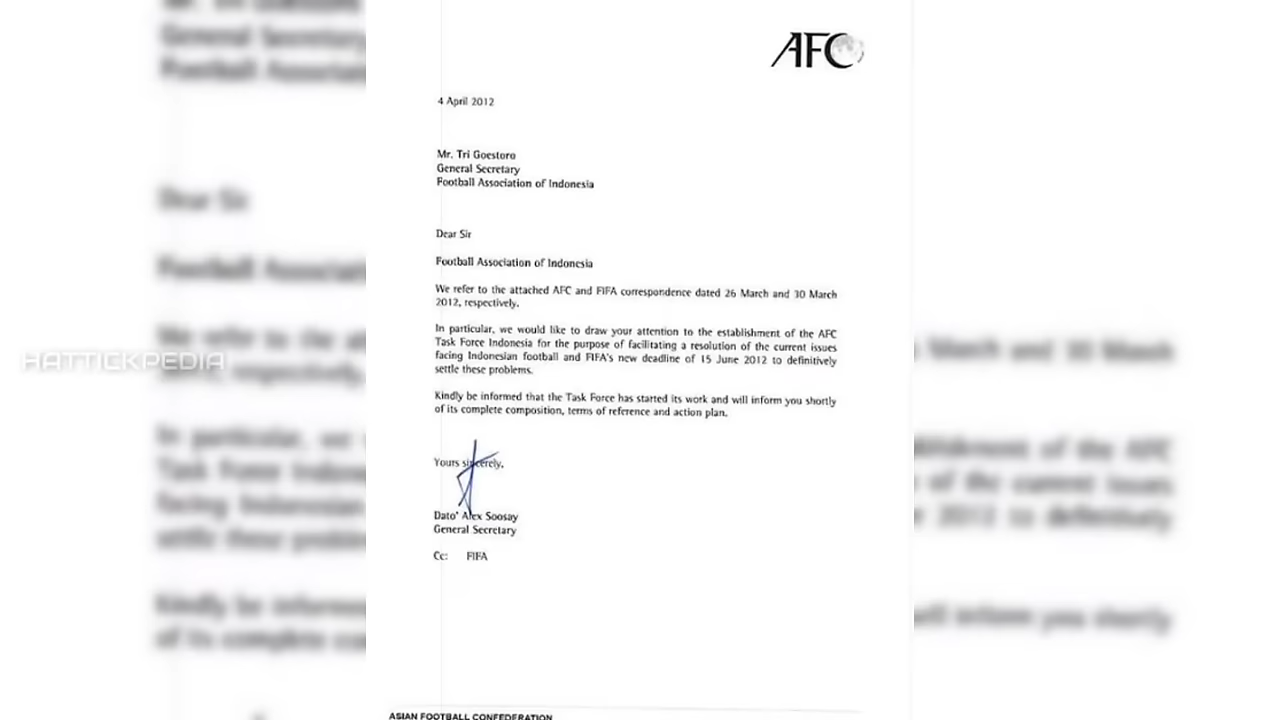 AFC
4 April 2012
Mr. Tri Goestoro
General Secretary
Football Association of Indonesia
Dear Sir
Football Association of Indonesia
We refer to the attached AFC and FIFA correspondence dated 26 March and 30 March
2012, respectively.
In particular, we would like to draw your attention to the establishment of the AFC
Task Force Indonesia for the purpose of facilitating a resolution of the current issues
facing Indonesian football and FIFA's new deadline of 15 June 2012 to definitively
settle these problems.
Kindly be informed that the Task Force has started its work and will inform you shortly
of its complete composition, terms of reference and action plan.
Yours sincerely,
Dato' Alex Soosay
General Secretary
Cc: FIFA
ASIAN FOOTBALL CONFEDERATION
HATTICKPEDIA